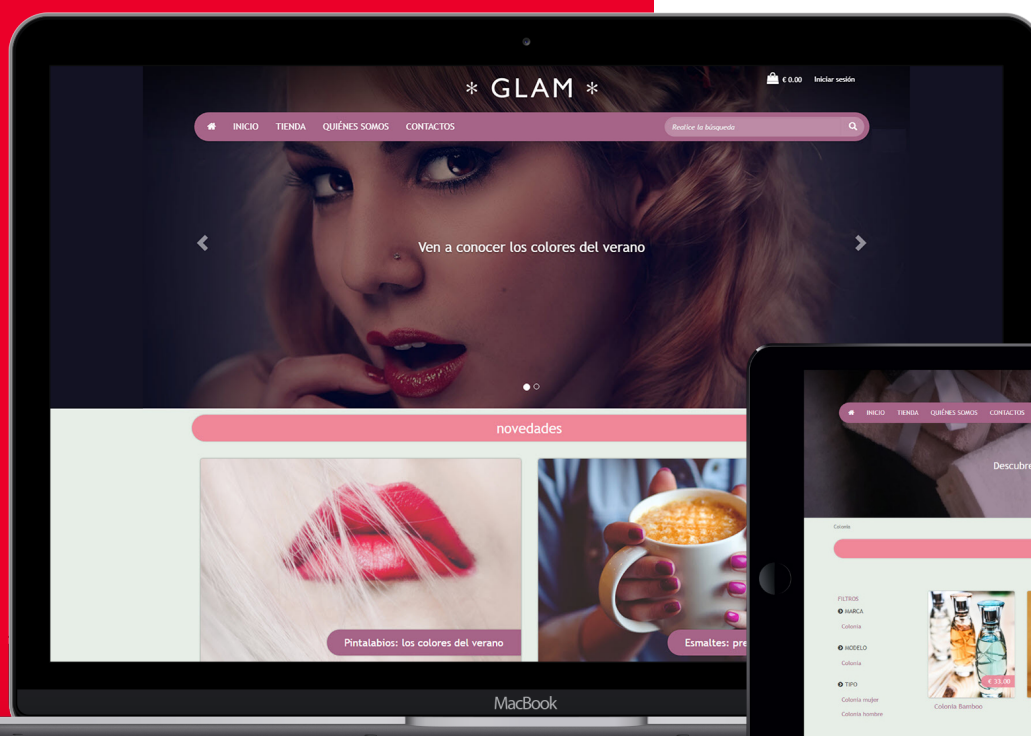 * GLAM *
€ 0.00 Iniciar sesión
INICIO TIENDA QUIÉNES SOMOS CONTACTOS
Realice la búsqueda
Ven a conocer los colores del verano
novedades
Pintalabios: los colores del verano
Esmaltes: pre
MacBook
INICIO TIENDA QUIÉNES SOMOS CONTACTOS
Descubre
Colonia
FILTROS
MARCA
Colonia
MODELO
Colonia
TIPO
Colonia mujer
Colonia hombre
€ 33.00
Colonia Bamboo